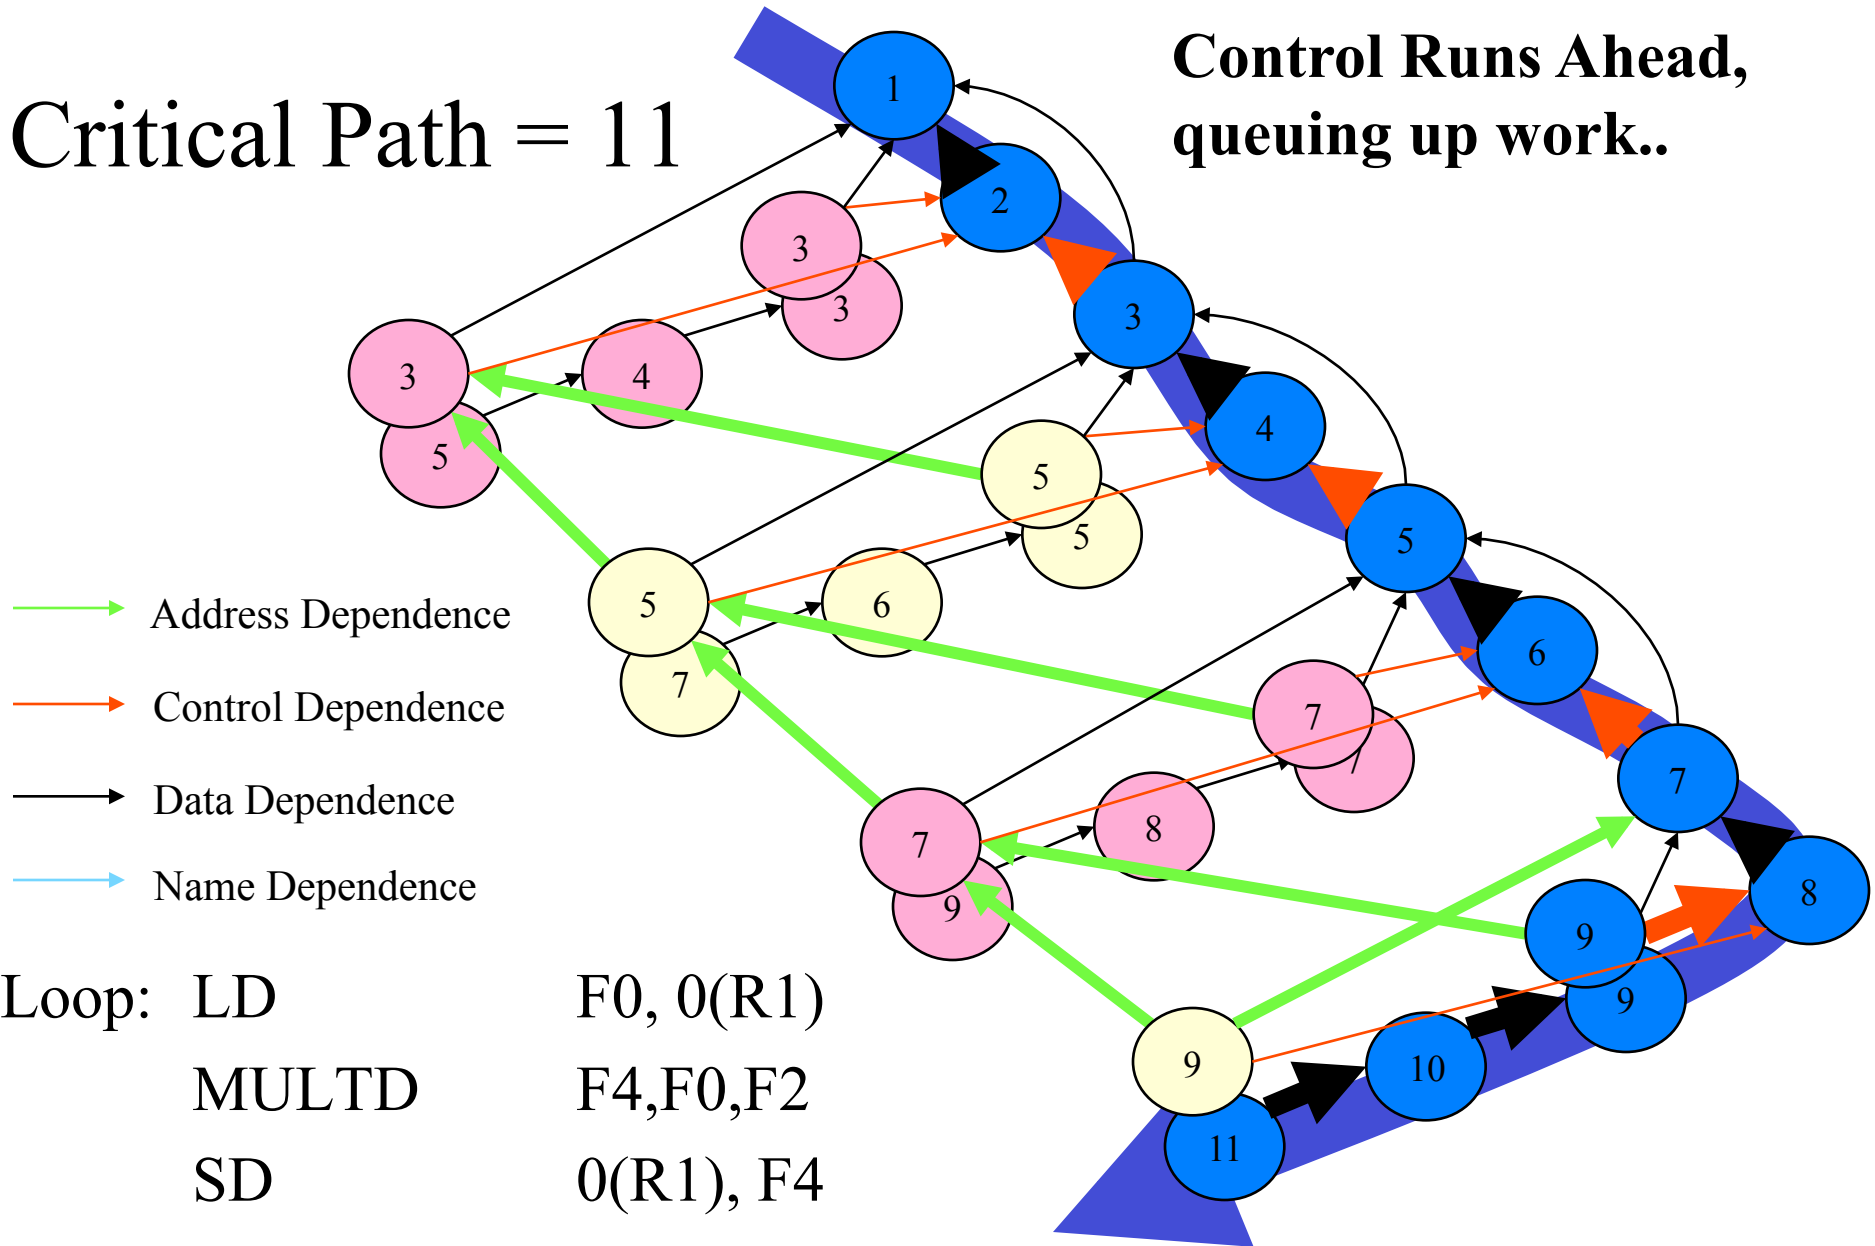 Control Runs Ahead,
queuing up work..
Critical Path = 11
1
2
3
3
3
3
4
5
4
5
5
5
5
6
7
6
7
7
7
7
8
9
8
9
9
9
10
11
Address Dependence
Control Dependence
Data Dependence
Name Dependence
Loop: LD F0, 0(R1)
MULTD F4,F0,F2
SD 0(R1), F4